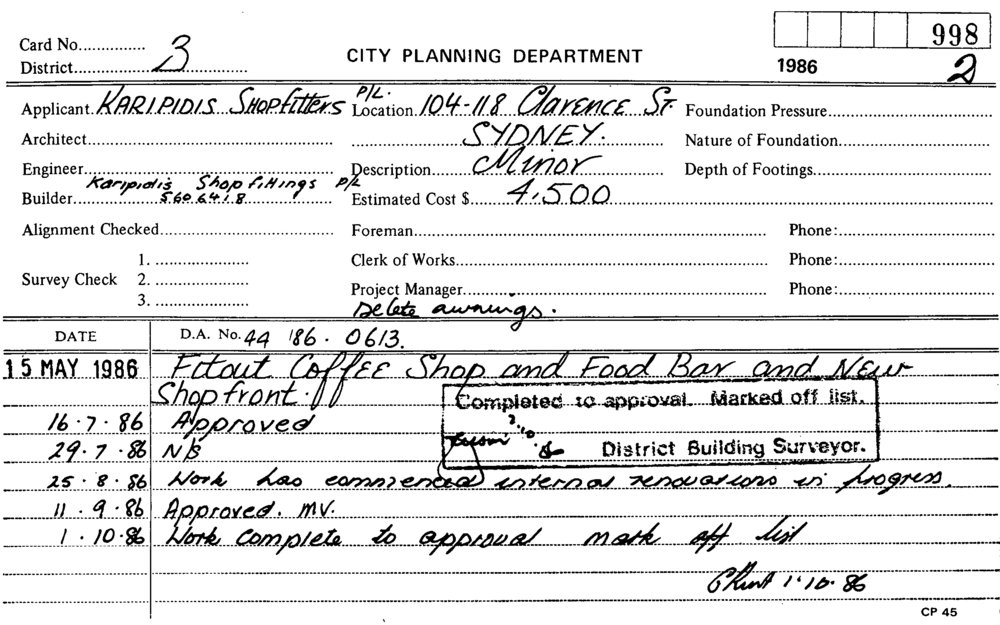 Card No............... 998
District 3 CITY PLANNING DEPARTMENT 1986 2
Applicant KARIPIDIS SHOPfitters P/L. Location 104-118 Clarence St Foundation Pressure
Architect SYDNEY. Nature of Foundation
Engineer Description Minor Depth of Footings
Karipidis Shop fittings P/L
Builder 560 6418 Estimated Cost $ 4,500
Alignment Checked Foreman Phone:
1. Clerk of Works Phone:
Survey Check 2.
3. Project Manager Phone:
Delete awnings.
DATE D.A. No. 44 '86 · 0613.
15 MAY 1986 Fitout Coffee Shop and Food Bar and New
Shopfront.
Completed to approval. Marked off list.
16·7·86 Approved
District Building Surveyor.
29·7·86 N/S
25·8·86 Work has commenced internal renovations in progress.
11·9·86 Approved. MV.
1·10·86 Work complete to approval mark off list
1·10·86
CP 45